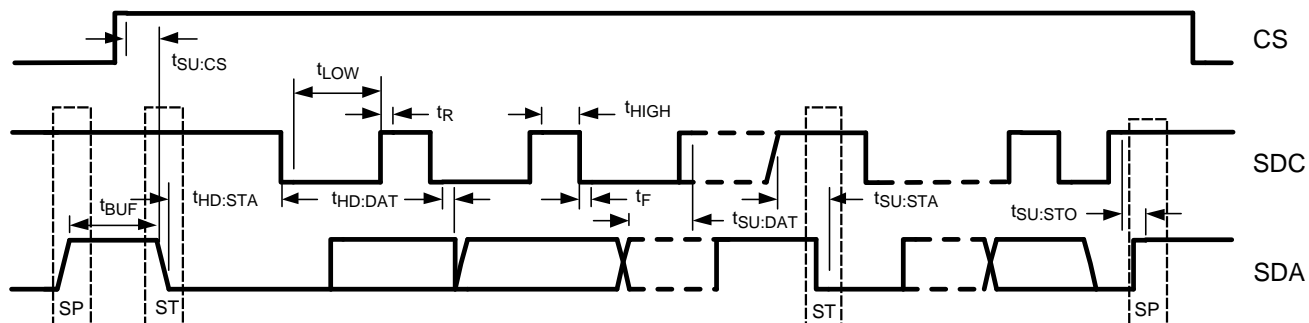 CS
tSU:CS
tLOW
tR
tHIGH
SDC
tBUF
tHD:STA
tHD:DAT
tF
tSU:DAT
tSU:STA
tSU:STO
SDA
SP
ST
ST
SP